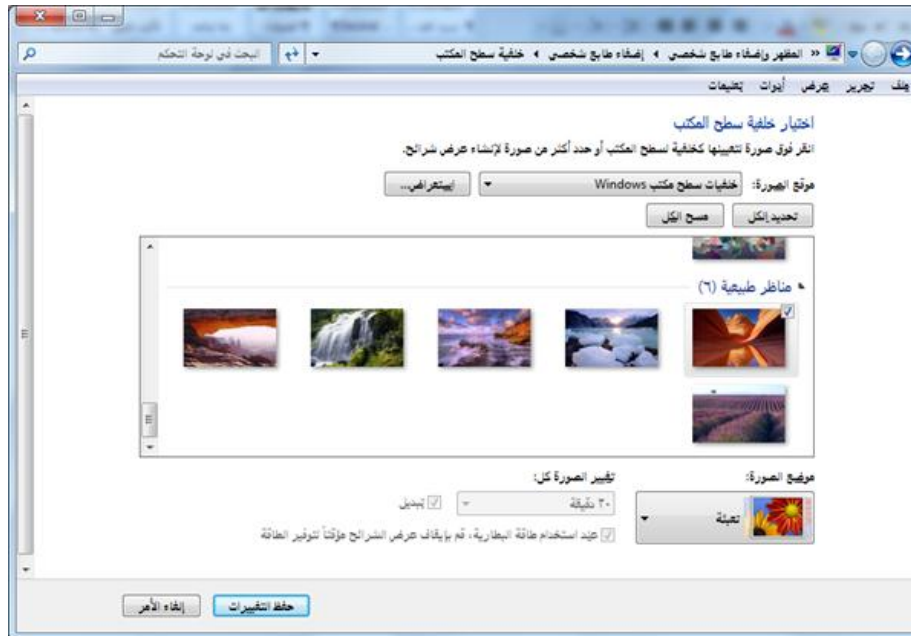 « المظهر وإضفاء طابع شخصي ‹ إضفاء طابع شخصي ‹ خلفية سطح المكتب
البحث في لوحة التحكم
تحرير عرض أدوات تعليمات
اختيار خلفية سطح المكتب
انقر فوق صورة لتعيينها كخلفية لسطح المكتب أو حدد أكثر من صورة لإنشاء عرض شرائح.
موقع الصورة: خلفيات سطح مكتب Windows إستعراض...
تحديد الكل مسح الكل
مناظر طبيعية (٦)
موضع الصورة:
تعبئة
تغيير الصورة كل:
٣٠ دقيقة تبديل
عند استخدام طاقة البطارية، قم بإيقاف عرض الشرائح مؤقتاً لتوفير الطاقة
حفظ التغييرات إلغاء الأمر